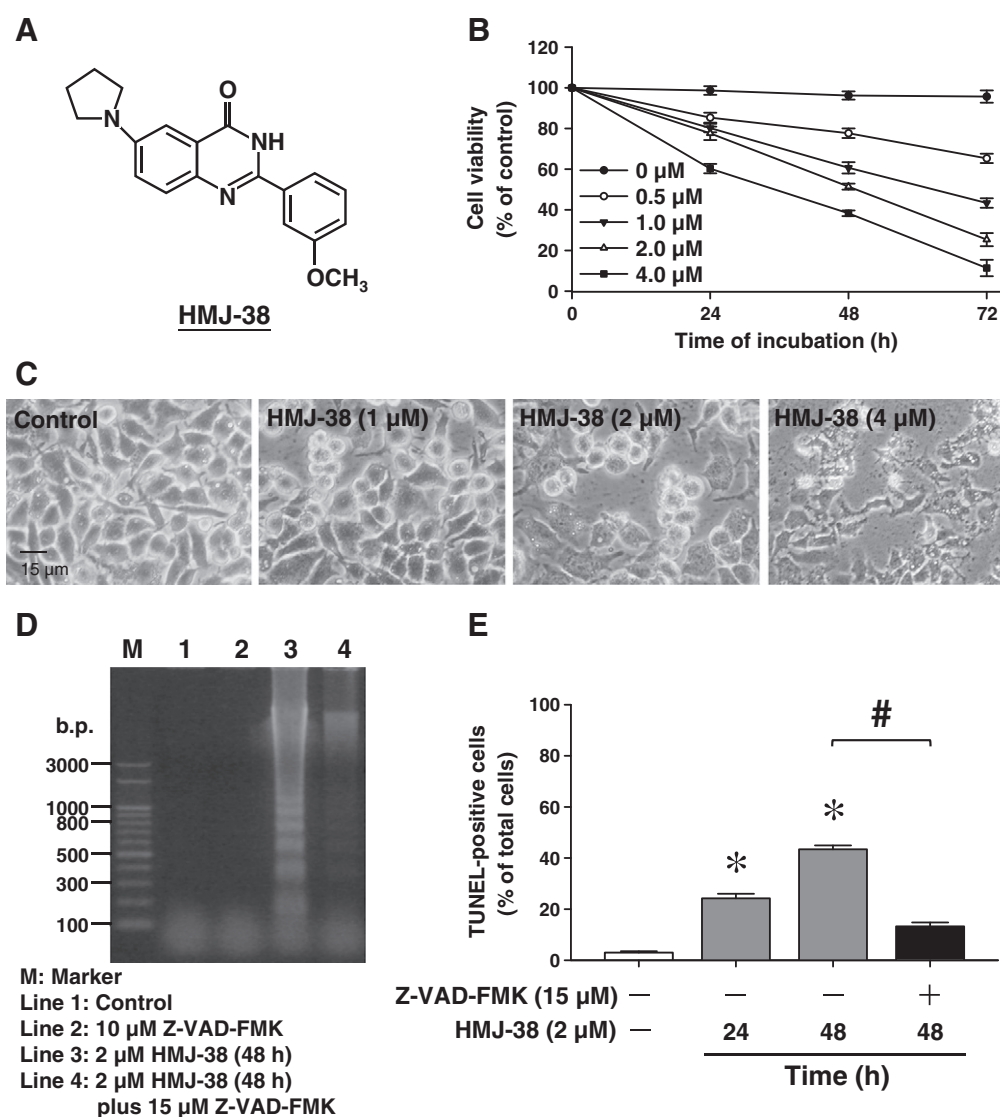 A
O
N
NH
N
OCH3
HMJ-38
B
Cell viability
(% of control)
120
100
80
60
40
20
0
0 µM
0.5 µM
1.0 µM
2.0 µM
4.0 µM
0 24 48 72
Time of incubation (h)
C
Control
15 µm
HMJ-38 (1 µM)
HMJ-38 (2 µM)
HMJ-38 (4 µM)
D
M 1 2 3 4
b.p.
3000
1000
800
500
300
100
M: Marker
Line 1: Control
Line 2: 10 µM Z-VAD-FMK
Line 3: 2 µM HMJ-38 (48 h)
Line 4: 2 µM HMJ-38 (48 h)
plus 15 µM Z-VAD-FMK
E
TUNEL-positive cells
(% of total cells)
100
80
60
40
20
0
* * #
Z-VAD-FMK (15 µM) — — — +
HMJ-38 (2 µM) — 24 48 48
Time (h)